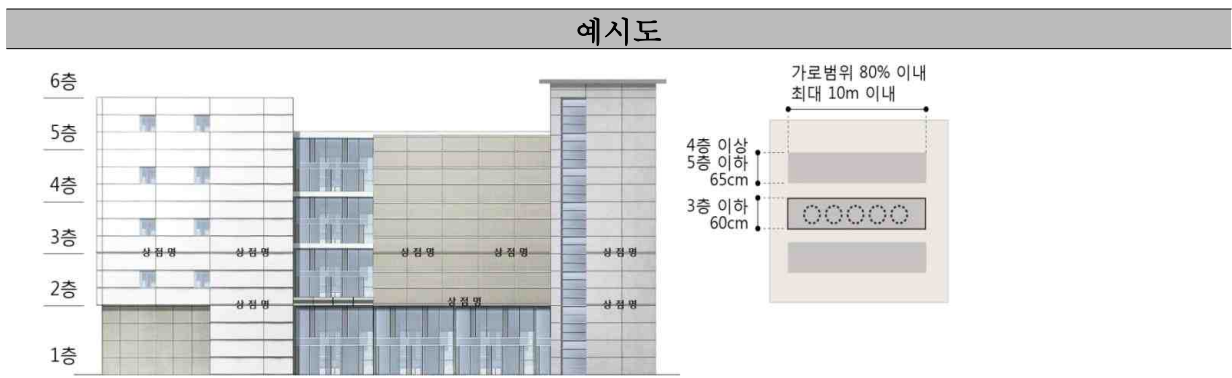 예시도
6층
5층
4층
3층
2층
1층
상점명 상점명 상점명 상점명 상점명
상점명 상점명 상점명
가로범위 80% 이내
최대 10m 이내
4층 이상
5층 이하
65cm
3층 이하
60cm